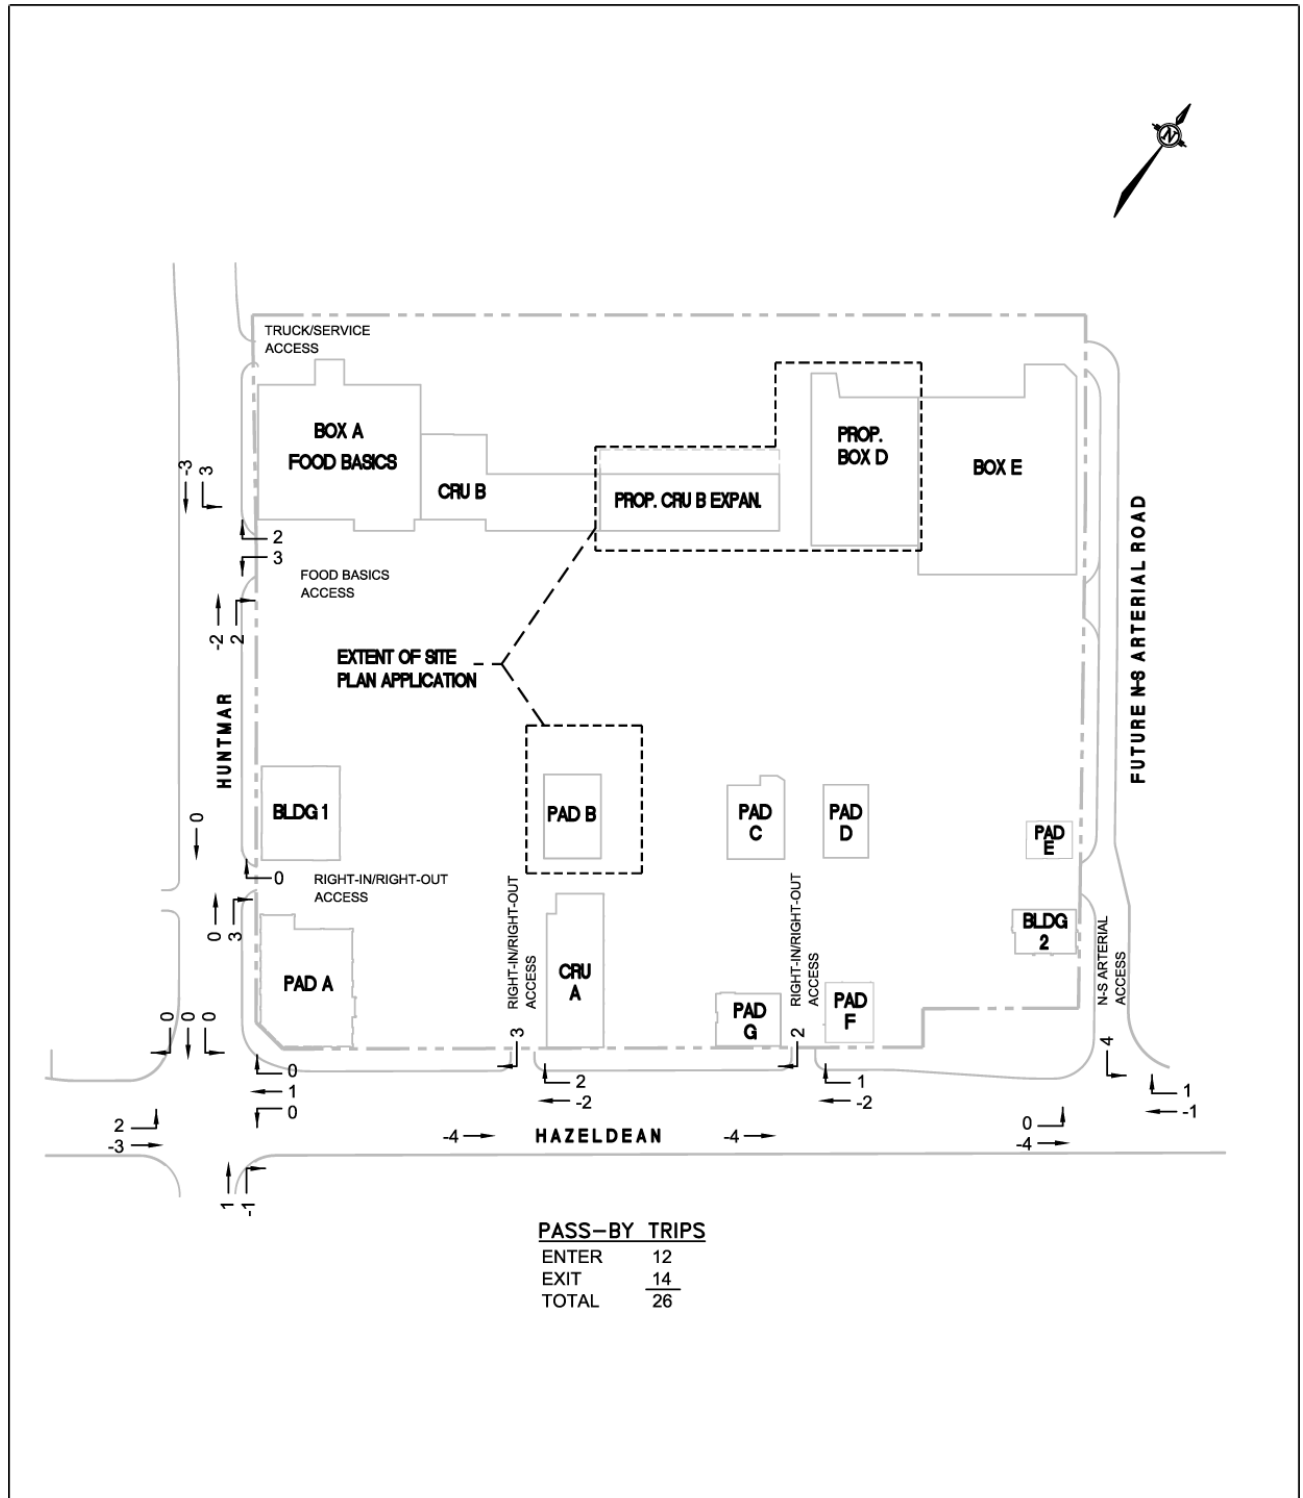 N
TRUCK/SERVICE
ACCESS
BOX A
FOOD BASICS
CRU B
PROP. CRU B EXPAN.
PROP.
BOX D
BOX E
-3
3
2
3
FOOD BASICS
ACCESS
-2
2
EXTENT OF SITE
PLAN APPLICATION
HUNTMAR
FUTURE N-S ARTERIAL ROAD
BLDG 1
PAD B
PAD
C
PAD
D
PAD
E
0
0
RIGHT-IN/RIGHT-OUT
ACCESS
0
3
PAD A
RIGHT-IN/RIGHT-OUT
ACCESS
CRU
A
RIGHT-IN/RIGHT-OUT
ACCESS
PAD
G
PAD
F
BLDG
2
N-S ARTERIAL
ACCESS
0
0
0
3
2
4
0
1
0
2
-2
1
-2
1
-1
2
-3
-4
HAZELDEAN
-4
0
-4
1
-1
PASS-BY TRIPS
ENTER 12
EXIT 14
TOTAL 26